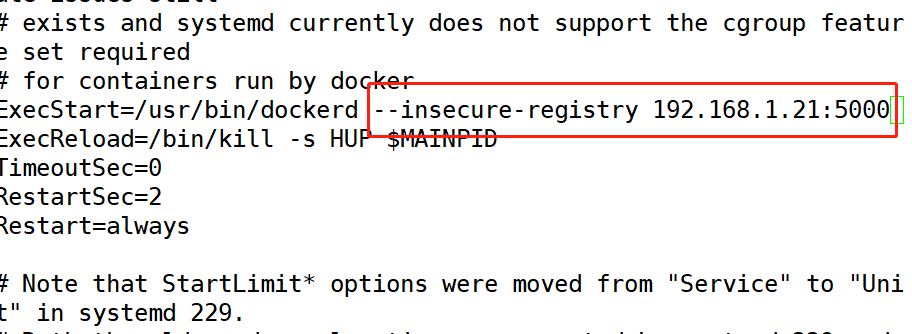 # exists and systemd currently does not support the cgroup featur
e set required
# for containers run by docker
ExecStart=/usr/bin/dockerd --insecure-registry 192.168.1.21:5000
ExecReload=/bin/kill -s HUP $MAINPID
TimeoutSec=0
RestartSec=2
Restart=always
# Note that StartLimit* options were moved from "Service" to "Uni
t" in systemd 229.